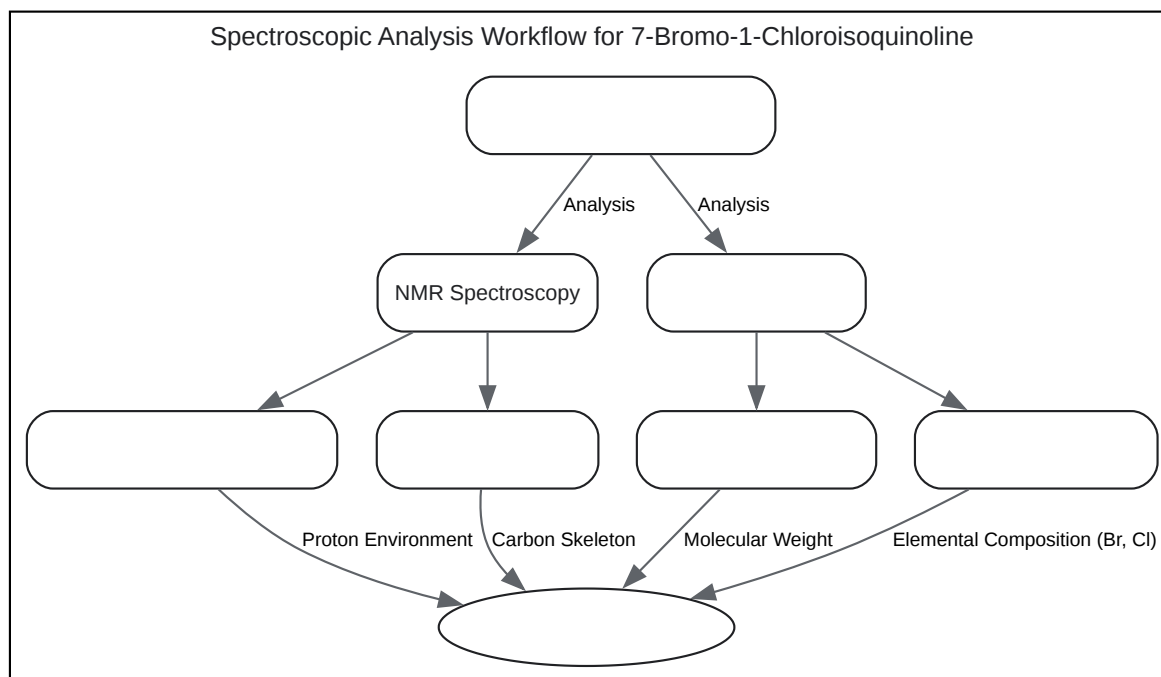 Spectroscopic Analysis Workflow for 7-Bromo-1-Chloroisoquinoline
Analysis
Analysis
NMR Spectroscopy
Proton Environment
Carbon Skeleton
Molecular Weight
Elemental Composition (Br, Cl)